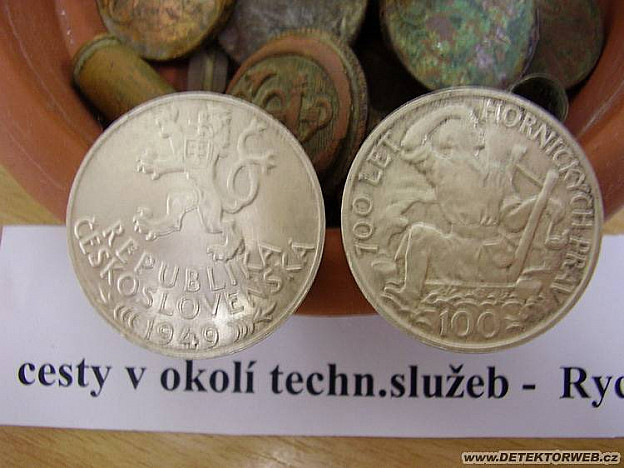 REPUBLIKA
ČESKOSLOVENSKÁ
1949
700 LET HORNICKÝCH PRÁV
100
cesty v okolí techn.služeb - Ryc
www.DETEKTORWEB.cz